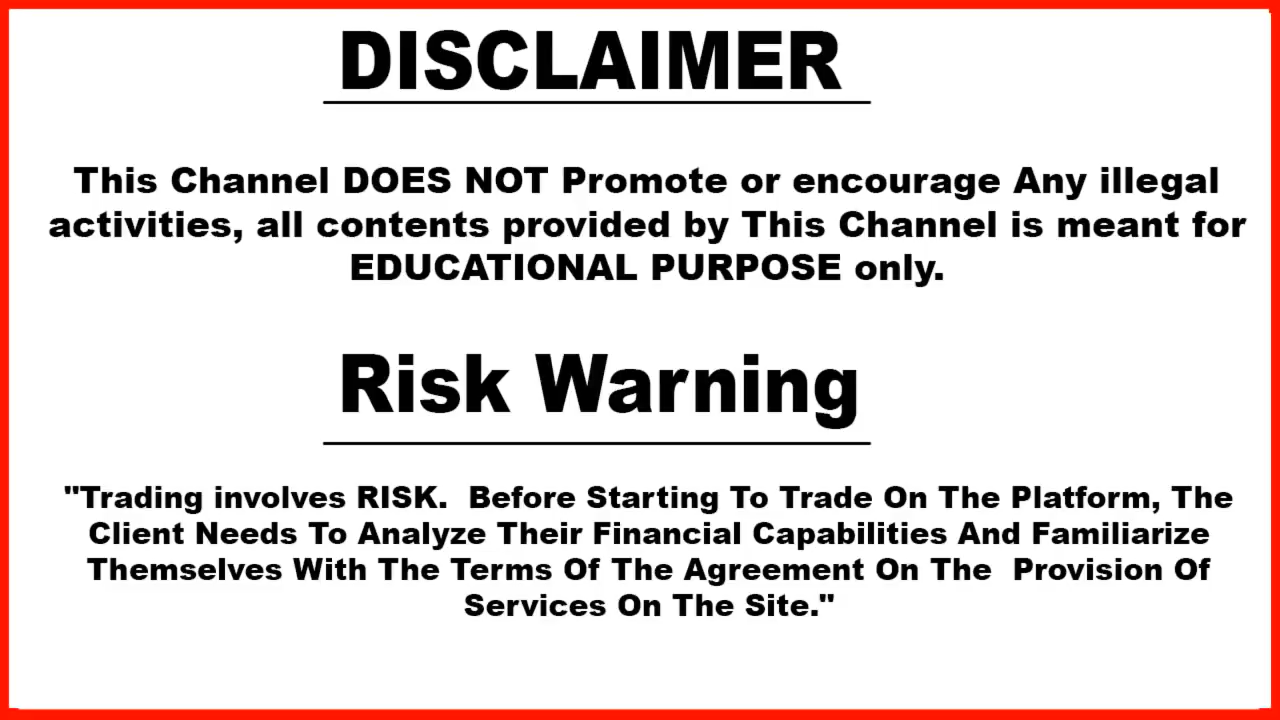 DISCLAIMER
This Channel DOES NOT Promote or encourage Any illegal
activities, all contents provided by This Channel is meant for
EDUCATIONAL PURPOSE only.
Risk Warning
"Trading involves RISK.  Before Starting To Trade On The Platform, The
Client Needs To Analyze Their Financial Capabilities And Familiarize
Themselves With The Terms Of The Agreement On The  Provision Of
Services On The Site."